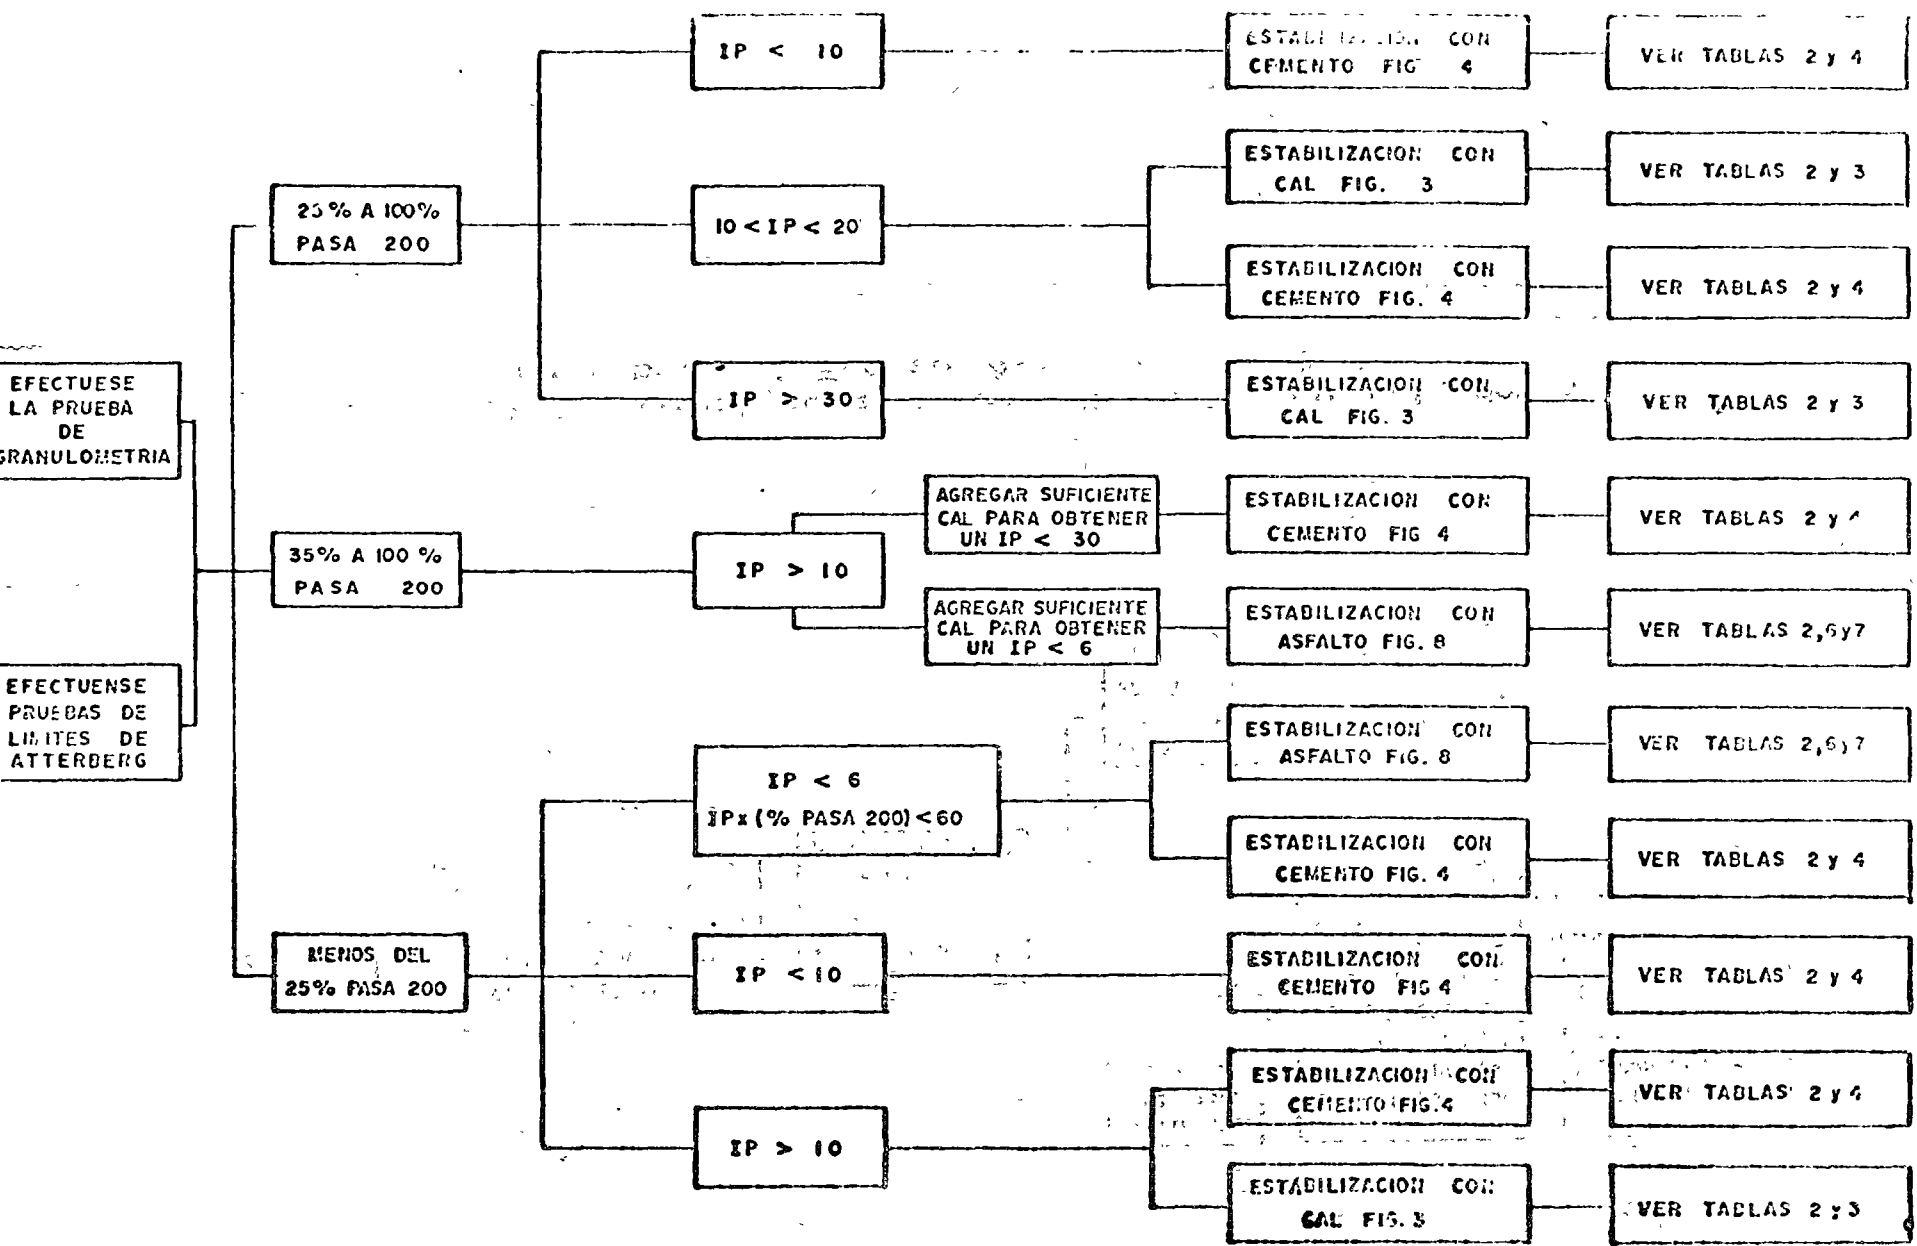 EFECTUESE
LA PRUEBA
DE
GRANULOMETRIA
EFECTUENSE
PRUEBAS DE
LIMITES DE
ATTERBERG
25% A 100%
PASA 200
35% A 100%
PASA 200
MENOS DEL
25% PASA 200
IP < 10
10 < IP < 20
IP > 30
IP > 10
IP < 6
IP x (% PASA 200) < 60
IP < 10
IP > 10
AGREGAR SUFICIENTE
CAL PARA OBTENER
UN IP < 30
AGREGAR SUFICIENTE
CAL PARA OBTENER
UN IP < 6
ESTABILIZACION CON
CEMENTO FIG 4
ESTABILIZACION CON
CAL FIG. 3
ESTABILIZACION CON
CEMENTO FIG. 4
ESTABILIZACION CON
CAL FIG. 3
ESTABILIZACION CON
CEMENTO FIG 4
ESTABILIZACION CON
ASFALTO FIG. 8
ESTABILIZACION CON
ASFALTO FIG. 8
ESTABILIZACION CON
CEMENTO FIG. 4
ESTABILIZACION CON
CEMENTO FIG 4
ESTABILIZACION CON
CEMENTO FIG. 4
ESTABILIZACION CON
CAL FIG. 3
VER TABLAS 2 y 4
VER TABLAS 2 y 3
VER TABLAS 2 y 4
VER TABLAS 2 y 3
VER TABLAS 2 y 4
VER TABLAS 2,6 y 7
VER TABLAS 2,6 y 7
VER TABLAS 2 y 4
VER TABLAS 2 y 4
VER TABLAS 2 y 4
VER TABLAS 2 y 3